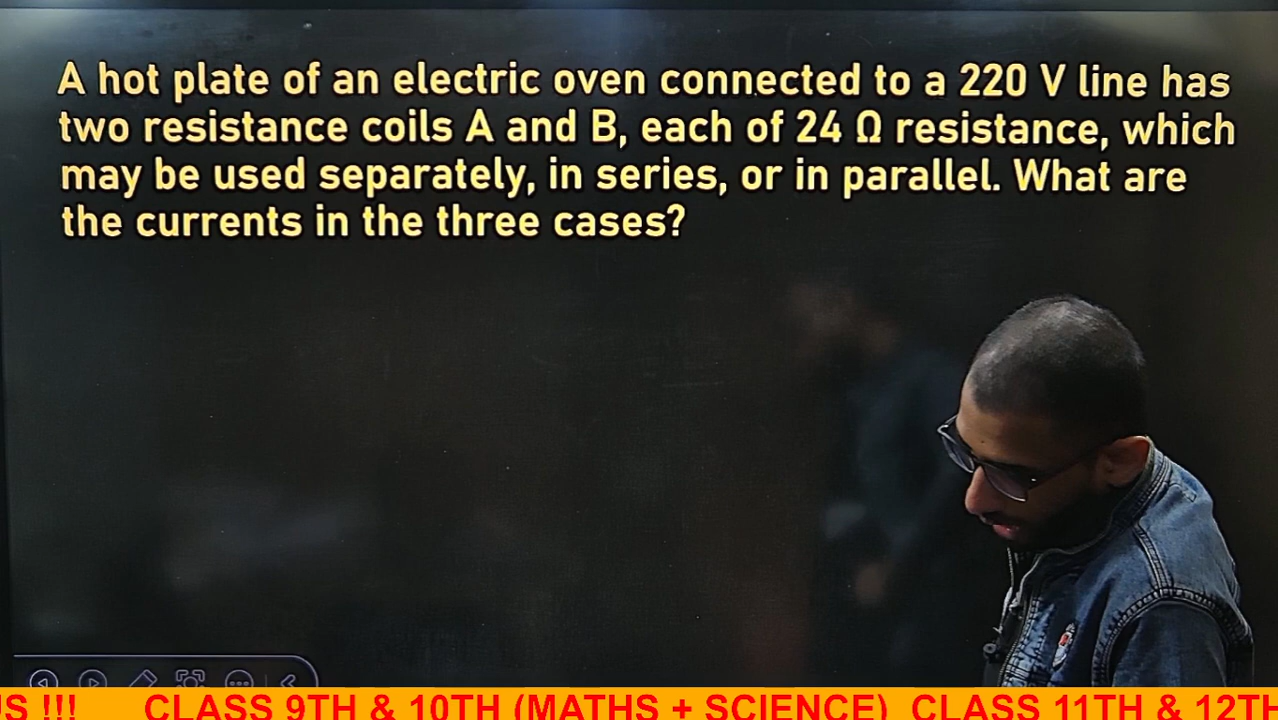 A hot plate of an electric oven connected to a 220 V line has
two resistance coils A and B, each of 24 Ω resistance, which
may be used separately, in series, or in parallel. What are
the currents in the three cases?
US !!! CLASS 9TH & 10TH (MATHS + SCIENCE) CLASS 11TH & 12TH